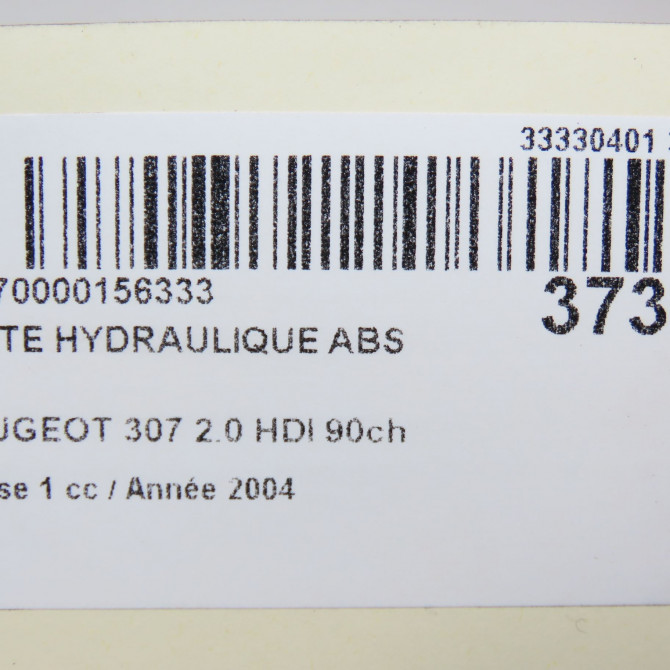 33330401
70000156333
373
TE HYDRAULIQUE ABS
UGEOT 307 2.0 HDI 90ch
se 1 cc / Année 2004